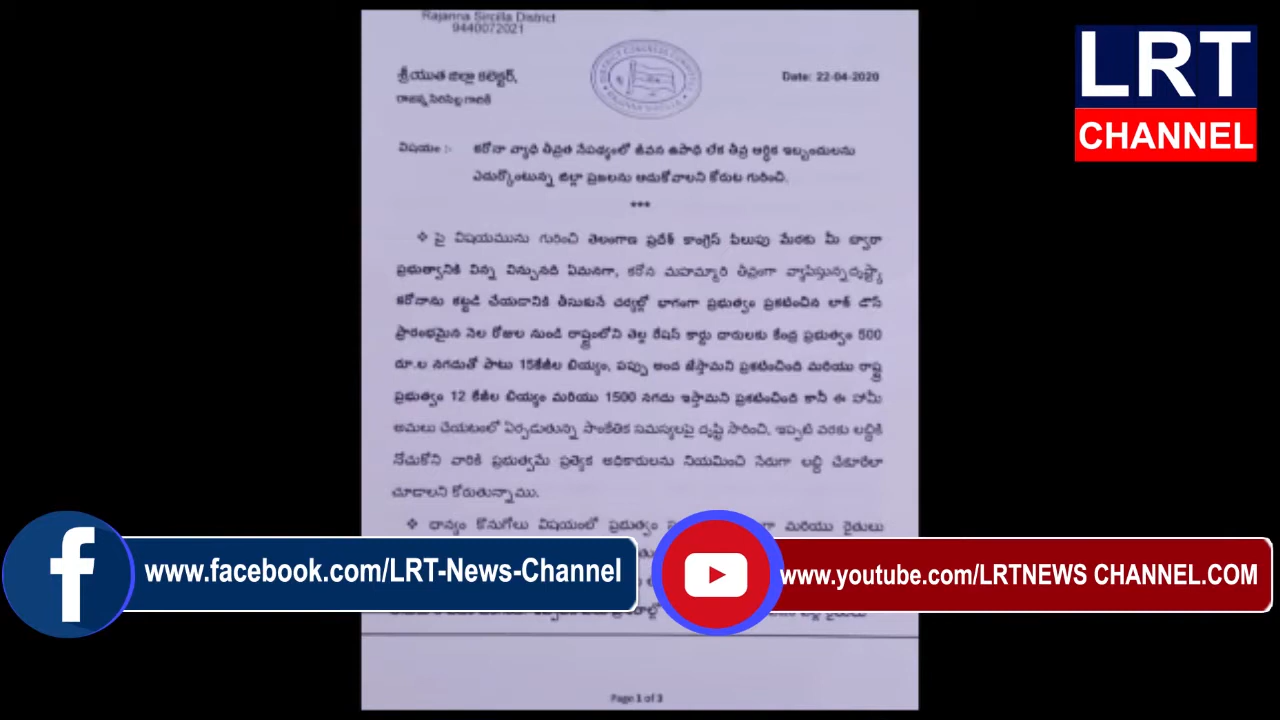 Rajanna Sircilla District
9440072021
LRT
CHANNEL
శ్రీయుత జిల్లా కలెక్టర్,
Date: 22-04-2020
రాజన్న సిరిసిల్ల గారికి
విషయం :- కరోనా వ్యాధి తీవ్రత నేపథ్యంలో జీవన ఉపాధి లేక తీవ్ర ఆర్థిక ఇబ్బందులను
ఎదుర్కొంటున్న జిల్లా ప్రజలను ఆదుకోవాలని కోరుట గురించి.
***
❖ పై విషయమును గురించి తెలంగాణ ప్రదేశ్ కాంగ్రెస్ పిలుపు మేరకు మీ ద్వారా
ప్రభుత్వానికి విన్న విన్చునది ఏమనగా, కరోన మహమ్మారి తీవ్రంగా వ్యాపిస్తున్న దృష్ట్యా
కరోనాను కట్టడి చేయడానికి తీసుకునే చర్యల్లో భాగంగా ప్రభుత్వం ప్రకటించిన లాక్ డౌన్
ప్రారంభమైన నెల రోజుల నుండి రాష్ట్రంలోని తెల్ల రేషన్ కార్డు దారులకు కేంద్ర ప్రభుత్వం 500
రూ.ల నగదుతో పాటు 15కేజీల బియ్యం, పప్పు అంద జేస్తామని ప్రకటించింది మరియు రాష్ట్ర
ప్రభుత్వం 12 కేజీల బియ్యం మరియు 1500 నగదు ఇస్తామని ప్రకటించింది కానీ ఈ హామీ
అమలు చేయటంలో ఏర్పడుతున్న సాంకేతిక సమస్యలపై దృష్టి సారించి, ఇప్పటి వరకు లబ్ధికి
నోచుకోని వారికి ప్రభుత్వమే ప్రత్యేక అధికారులను నియమించి నేరుగా లబ్ధి చేకూరేలా
చూడాలని కోరుతున్నాము.
❖ ధాన్యం కొనుగోలు విషయంలో ప్రభుత్వం మరియు రైతులు
www.facebook.com/LRT-News-Channel
www.youtube.com/LRTNEWS CHANNEL.COM
Page 1 of 3